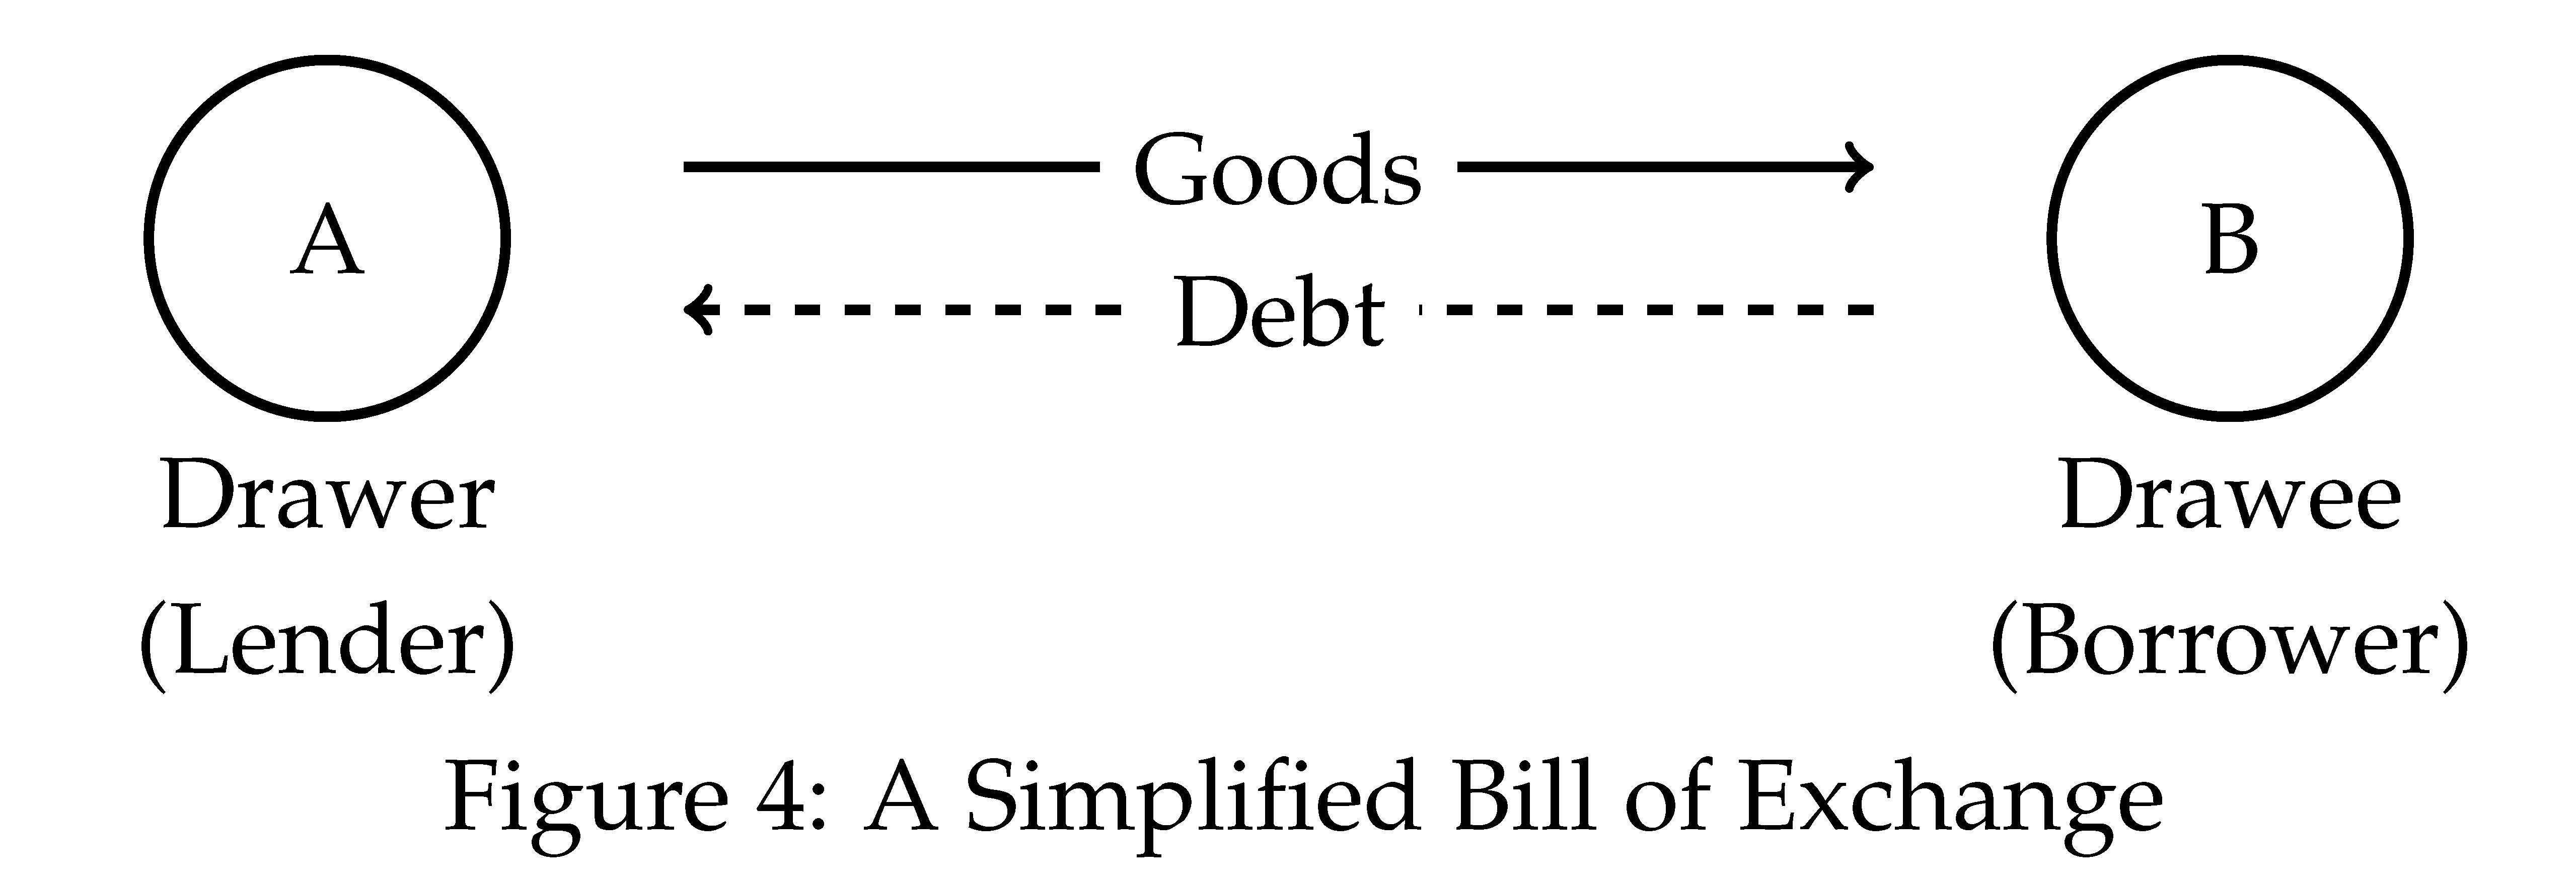 Goods
A
B
Debt
Drawer
Drawee
(Lender)
(Borrower)
Figure 4: A Simplified Bill of Exchange